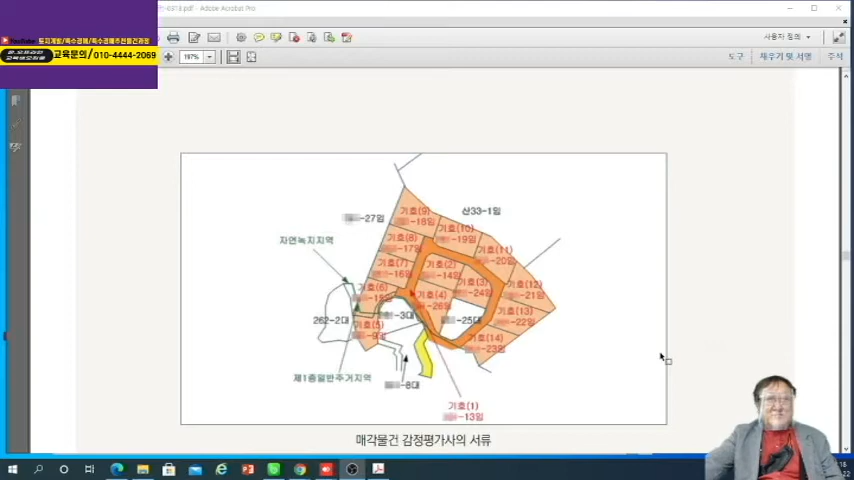 -6318.pdf - Adobe Acrobat Pro
YouTube 토지개발/특수경매/특수경매추천물건과정
교육문의/010-4444-2069
사용자 정의
197%
도구
채우기 및 서명
주석
-27임
산33-1임
기호(9)
-18임
기호(10)
-19임
자연녹지지역
기호(8)
-17임
기호(11)
-20임
기호(7)
-16임
기호(2)
-14임
기호(3)
-24임
기호(12)
-21임
기호(6)
기호(4)
-26임
기호(13)
-22임
262-2대
-3대
-25대
기호(5)
-9
기호(14)
-23임
제1종일반주거지역
-8대
기호(1)
-13임
매각물건 감정평가사의 서류